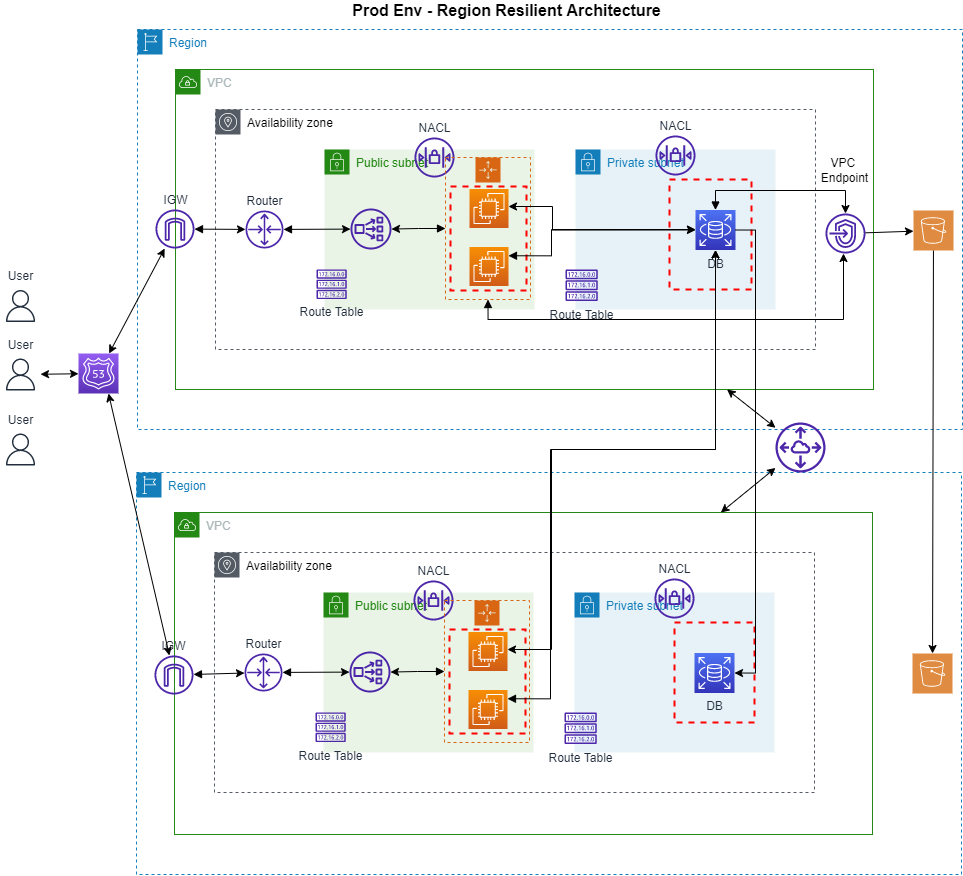 Prod Env - Region Resilient Architecture
Region
VPC
Availability zone
NACL
NACL
Public subnet
Private subnet
VPC
Endpoint
IGW
Router
DB
172.16.0.0
172.16.1.0
172.16.2.0
Route Table
172.16.0.0
172.16.1.0
172.16.2.0
Route Table
User
User
53
User
Region
VPC
Availability zone
NACL
NACL
Public subnet
Private subnet
IGW
Router
DB
172.16.0.0
172.16.1.0
172.16.2.0
Route Table
172.16.0.0
172.16.1.0
172.16.2.0
Route Table